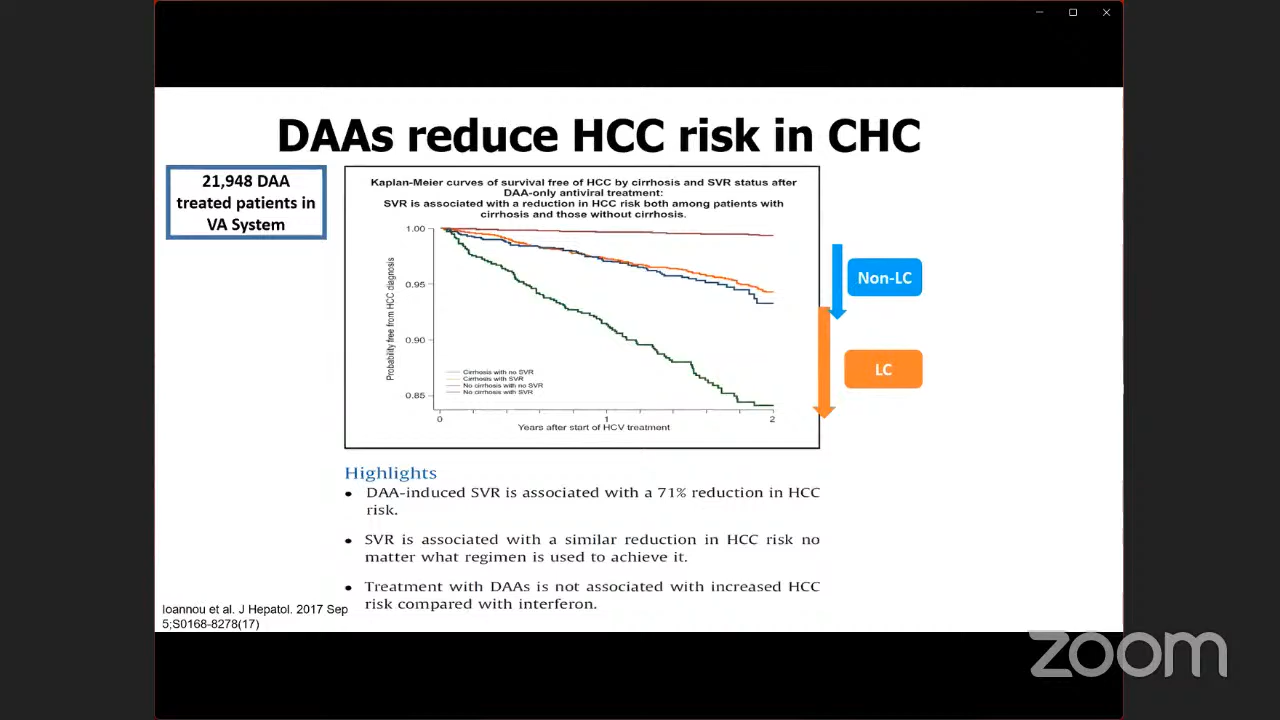 DAAs reduce HCC risk in CHC
21,948 DAA
treated patients in
VA System
Kaplan-Meier curves of survival free of HCC by cirrhosis and SVR status after
DAA-only antiviral treatment:
SVR is associated with a reduction in HCC risk both among patients with
cirrhosis and those without cirrhosis.
Probability free from HCC diagnosis
1.00
0.95
0.90
0.85
Cirrhosis with no SVR
Cirrhosis with SVR
No cirrhosis with no SVR
No cirrhosis with SVR
0
1
2
Years after start of HCV treatment
Non-LC
LC
Highlights
• DAA-induced SVR is associated with a 71% reduction in HCC
risk.
• SVR is associated with a similar reduction in HCC risk no
matter what regimen is used to achieve it.
• Treatment with DAAs is not associated with increased HCC
risk compared with interferon.
Ioannou et al. J Hepatol. 2017 Sep
5;S0168-8278(17)
zoom